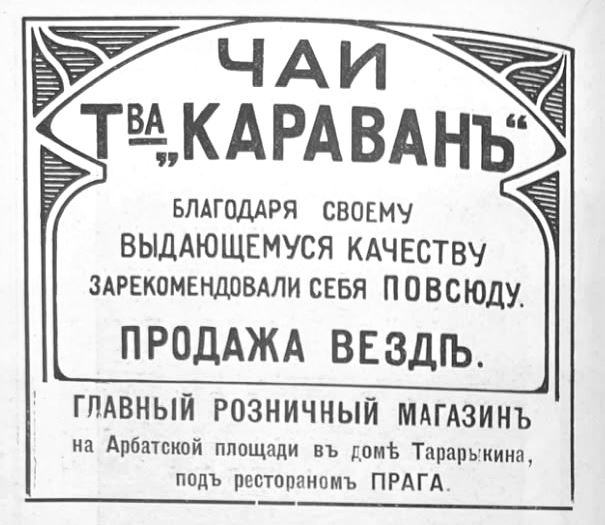 ЧАИ
Тва „КАРАВАНЪ“
БЛАГОДАРЯ СВОЕМУ
ВЫДАЮЩЕМУСЯ КАЧЕСТВУ
ЗАРЕКОМЕНДОВАЛИ СЕБЯ ПОВСЮДУ.
ПРОДАЖА ВЕЗДѢ.
ГЛАВНЫЙ РОЗНИЧНЫЙ МАГАЗИНЪ
на Арбатской площади въ домѣ Тарарыкина,
подъ рестораномъ ПРАГА.